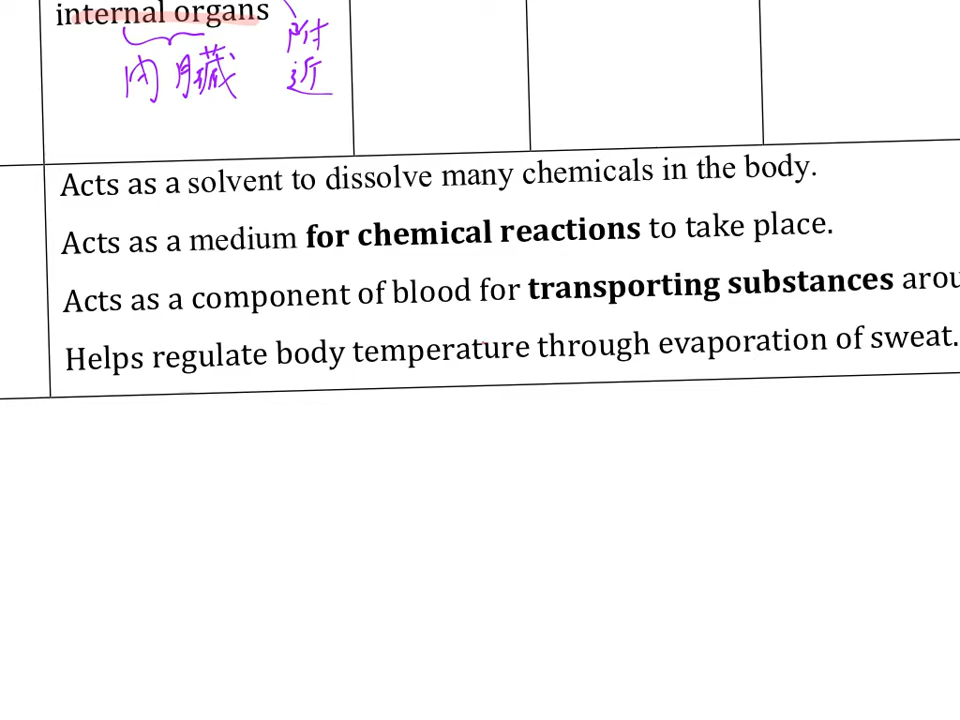 internal organs
附近
内臟
Acts as a solvent to dissolve many chemicals in the body.
Acts as a medium for chemical reactions to take place.
Acts as a component of blood for transporting substances arou
Helps regulate body temperature through evaporation of sweat.